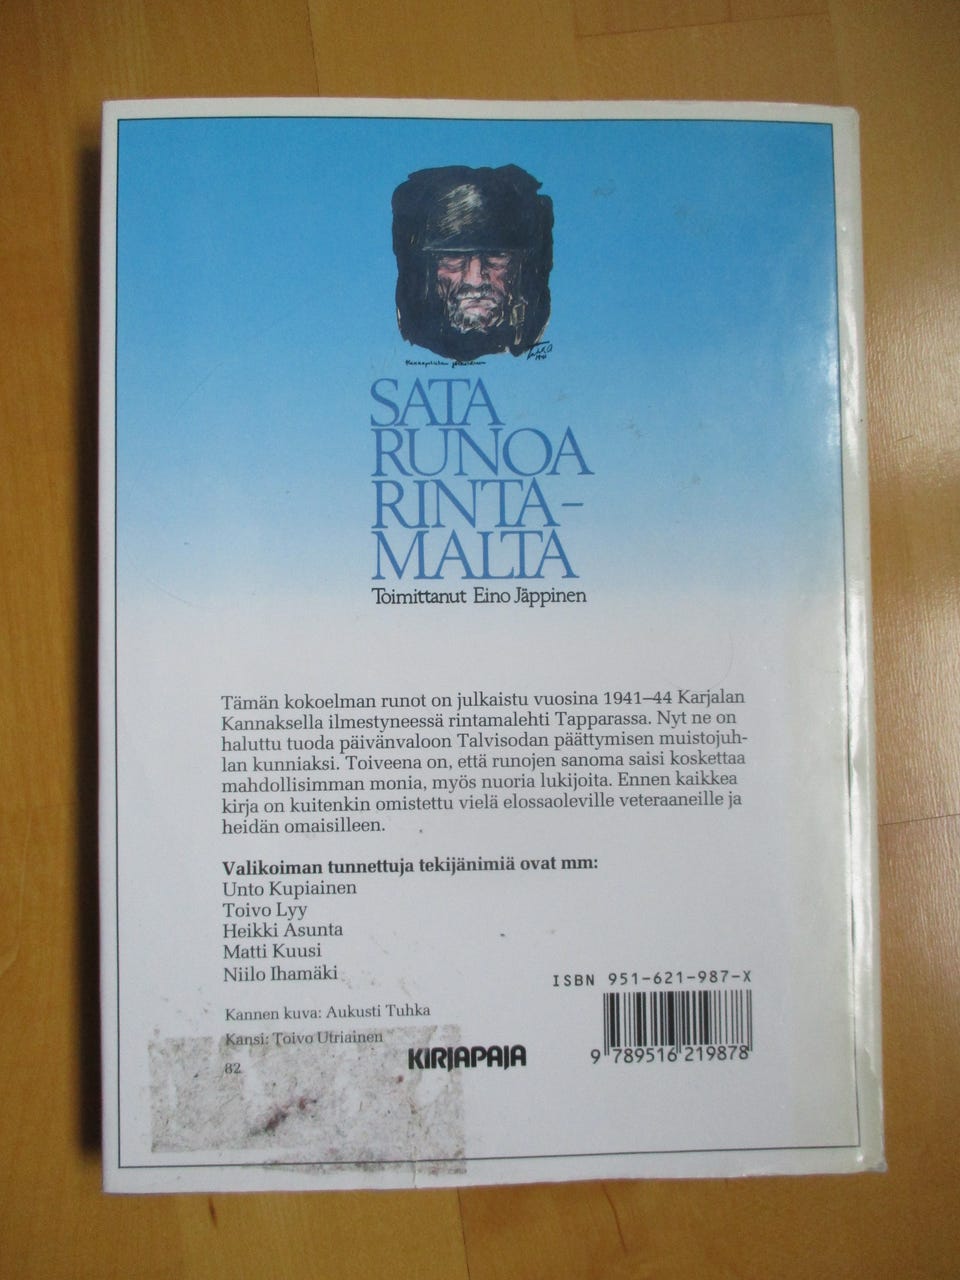 SATA
RUNOA
RINTA-
MALTA
Toimittanut Eino Jäppinen
Tämän kokoelman runot on julkaistu vuosina 1941–44 Karjalan
Kannaksella ilmestyneessä rintamalehti Tapparassa. Nyt ne on
haluttu tuoda päivänvaloon Talvisodan päättymisen muistojuh-
lan kunniaksi. Toiveena on, että runojen sanoma saisi koskettaa
mahdollisimman monia, myös nuoria lukijoita. Ennen kaikkea
kirja on kuitenkin omistettu vielä elossaoleville veteraaneille ja
heidän omaisilleen.
Valikoiman tunnettuja tekijänimiä ovat mm:
Unto Kupiainen
Toivo Lyy
Heikki Asunta
Matti Kuusi
Niilo Ihamäki
Kannen kuva: Aukusti Tuhka
Kansi: Toivo Utriainen
82
KIRJAPAJA
ISBN 951-621-987-X
9 789516 219878